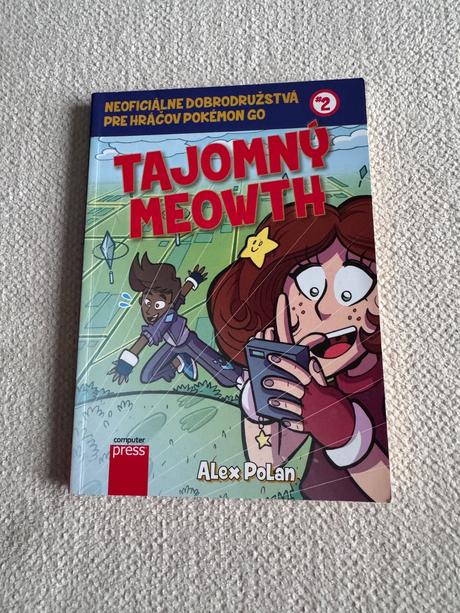 NEOFICIÁLNE DOBRODRUŽSTVÁ
PRE HRÁČOV POKÉMON GO
#2
TAJOMNÝ
MEOWTH
computer
press
ALex PoLan